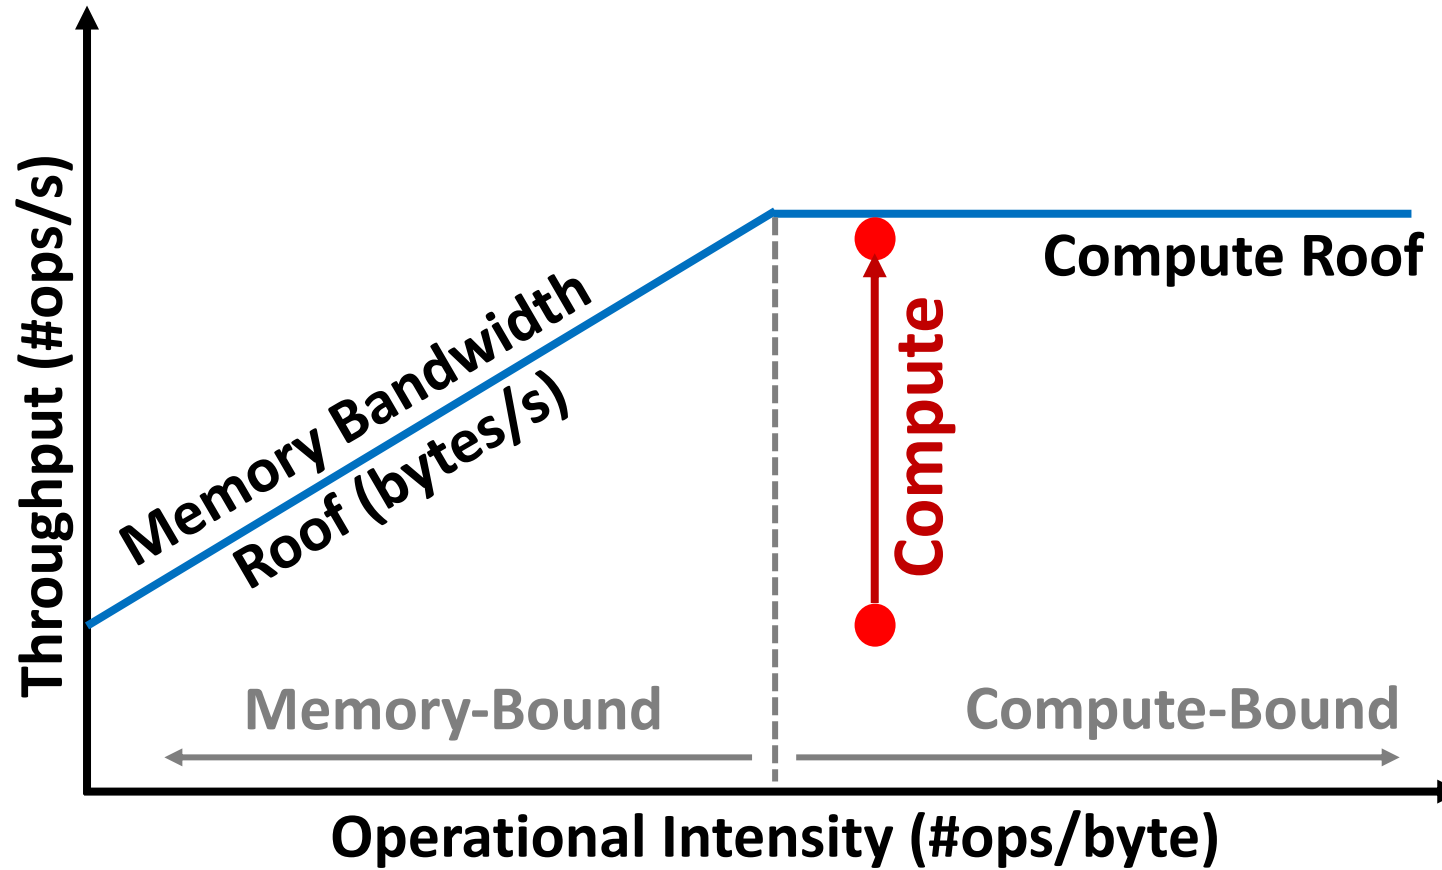 Throughput (#ops/s)
Memory Bandwidth
Roof (bytes/s)
Compute Roof
Compute
Memory-Bound
Compute-Bound
Operational Intensity (#ops/byte)